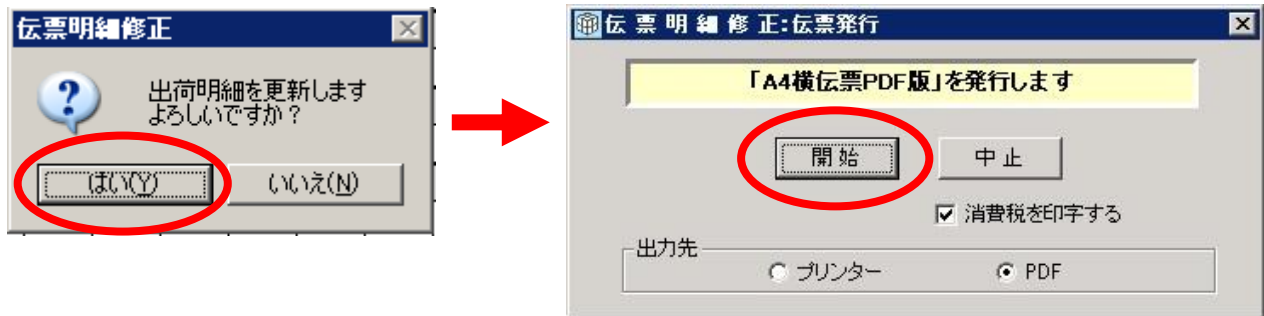 伝票明細修正
出荷明細を更新します
よろしいですか？
はい(Y)
いいえ(N)
伝 票 明 細 修 正:伝票発行
「A4横伝票PDF版」を発行します
開始
中止
消費税を印字する
出力先
プリンター
PDF